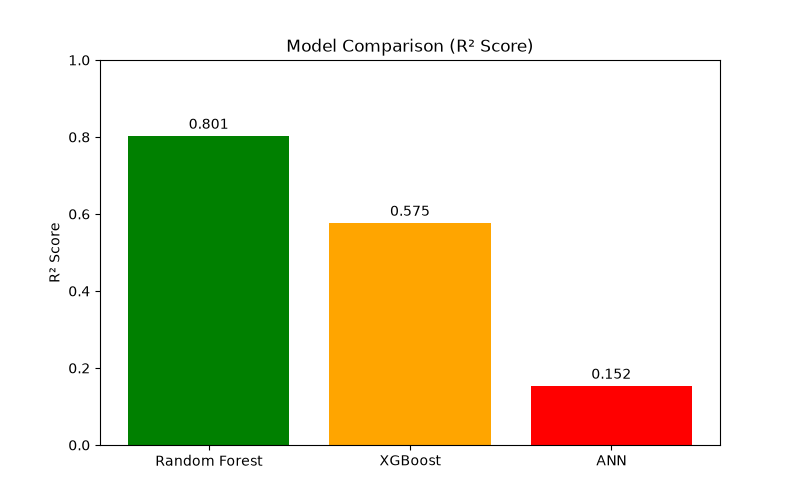 Model Comparison (R² Score)
1.0
0.8
0.6
0.4
0.2
0.0
R² Score
0.801
0.575
0.152
Random Forest
XGBoost
ANN